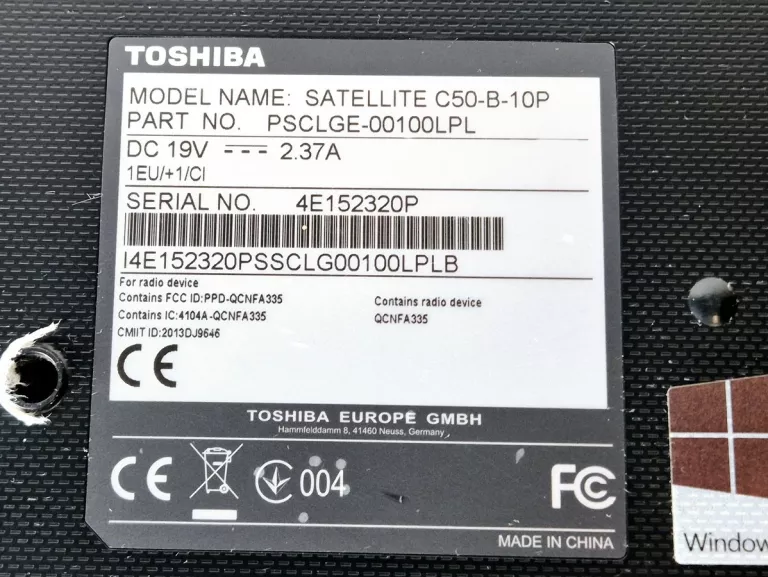 TOSHIBA
MODEL NAME: SATELLITE C50-B-10P
PART NO. PSCLGE-00100LPL
DC 19V 2.37A
1EU/+1/CI
SERIAL NO. 4E152320P
I4E152320PSSCLG00100LPLB
For radio device
Contains FCC ID:PPD-QCNFA335
Contains IC:4104A-QCNFA335
CMIIT ID:2013DJ9646
Contains radio device
QCNFA335
CE
TOSHIBA EUROPE GMBH
Hammfelddamm 8, 41460 Neuss, Germany
CE
004
FC
MADE IN CHINA
Window